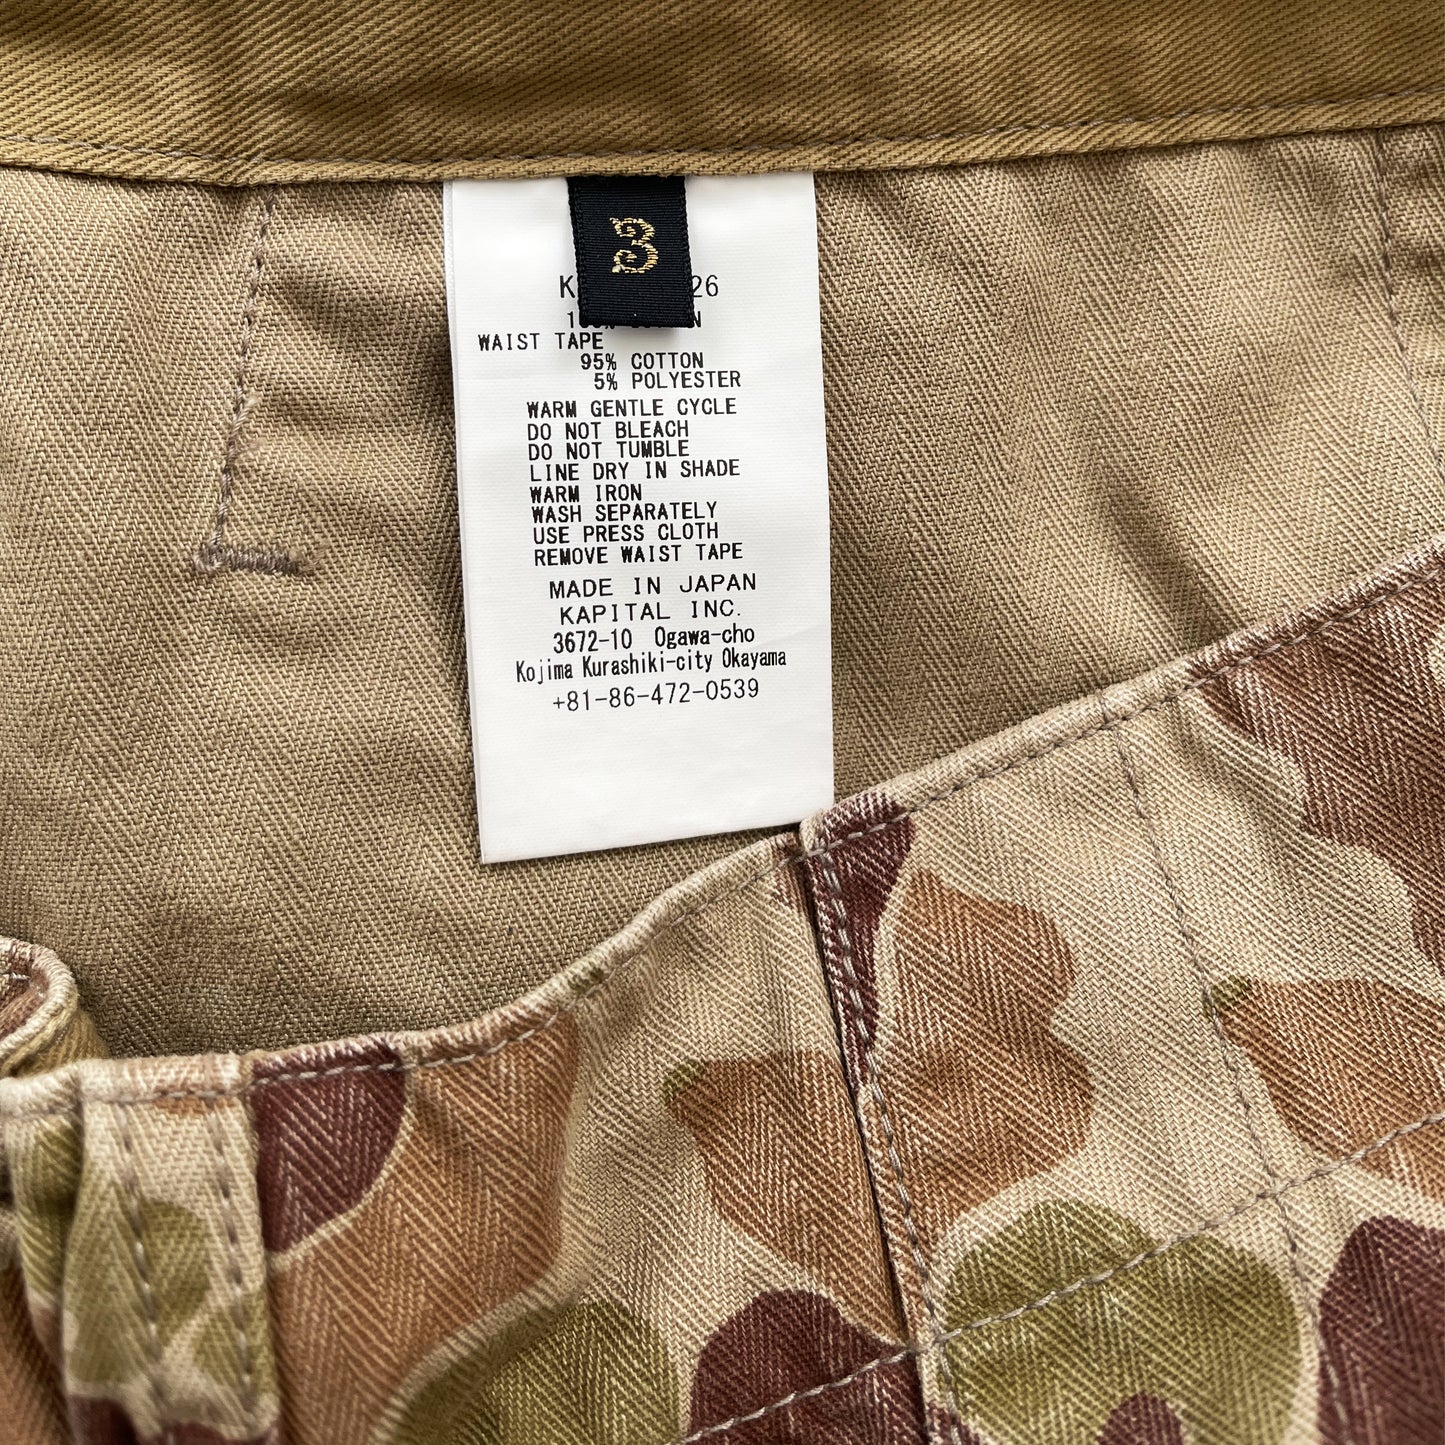 3
WAIST TAPE
95% COTTON
5% POLYESTER
WARM GENTLE CYCLE
DO NOT BLEACH
DO NOT TUMBLE
LINE DRY IN SHADE
WARM IRON
WASH SEPARATELY
USE PRESS CLOTH
REMOVE WAIST TAPE
MADE IN JAPAN
KAPITAL INC.
3672-10 Ogawa-cho
Kojima Kurashiki-city Okayama
+81-86-472-0539